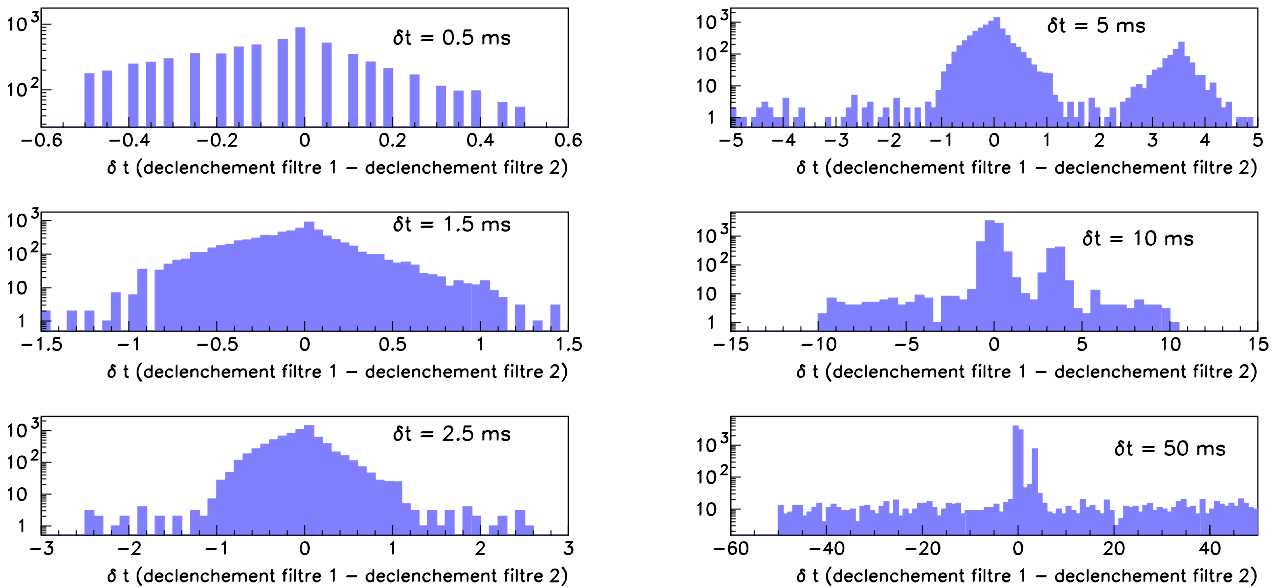 10³
10²
δt = 0.5 ms
−0.6 −0.4 −0.2 0 0.2 0.4 0.6
δ t (declenchement filtre 1 − declenchement filtre 2)
10³
10²
10
1
δt = 5 ms
−5 −4 −3 −2 −1 0 1 2 3 4 5
δ t (declenchement filtre 1 − declenchement filtre 2)
10³
10²
10
1
δt = 1.5 ms
−1.5 −1 −0.5 0 0.5 1 1.5
δ t (declenchement filtre 1 − declenchement filtre 2)
10³
10²
10
1
δt = 10 ms
−15 −10 −5 0 5 10 15
δ t (declenchement filtre 1 − declenchement filtre 2)
10³
10²
10
1
δt = 2.5 ms
−3 −2 −1 0 1 2 3
δ t (declenchement filtre 1 − declenchement filtre 2)
10³
10²
10
δt = 50 ms
−60 −40 −20 0 20 40
δ t (declenchement filtre 1 − declenchement filtre 2)